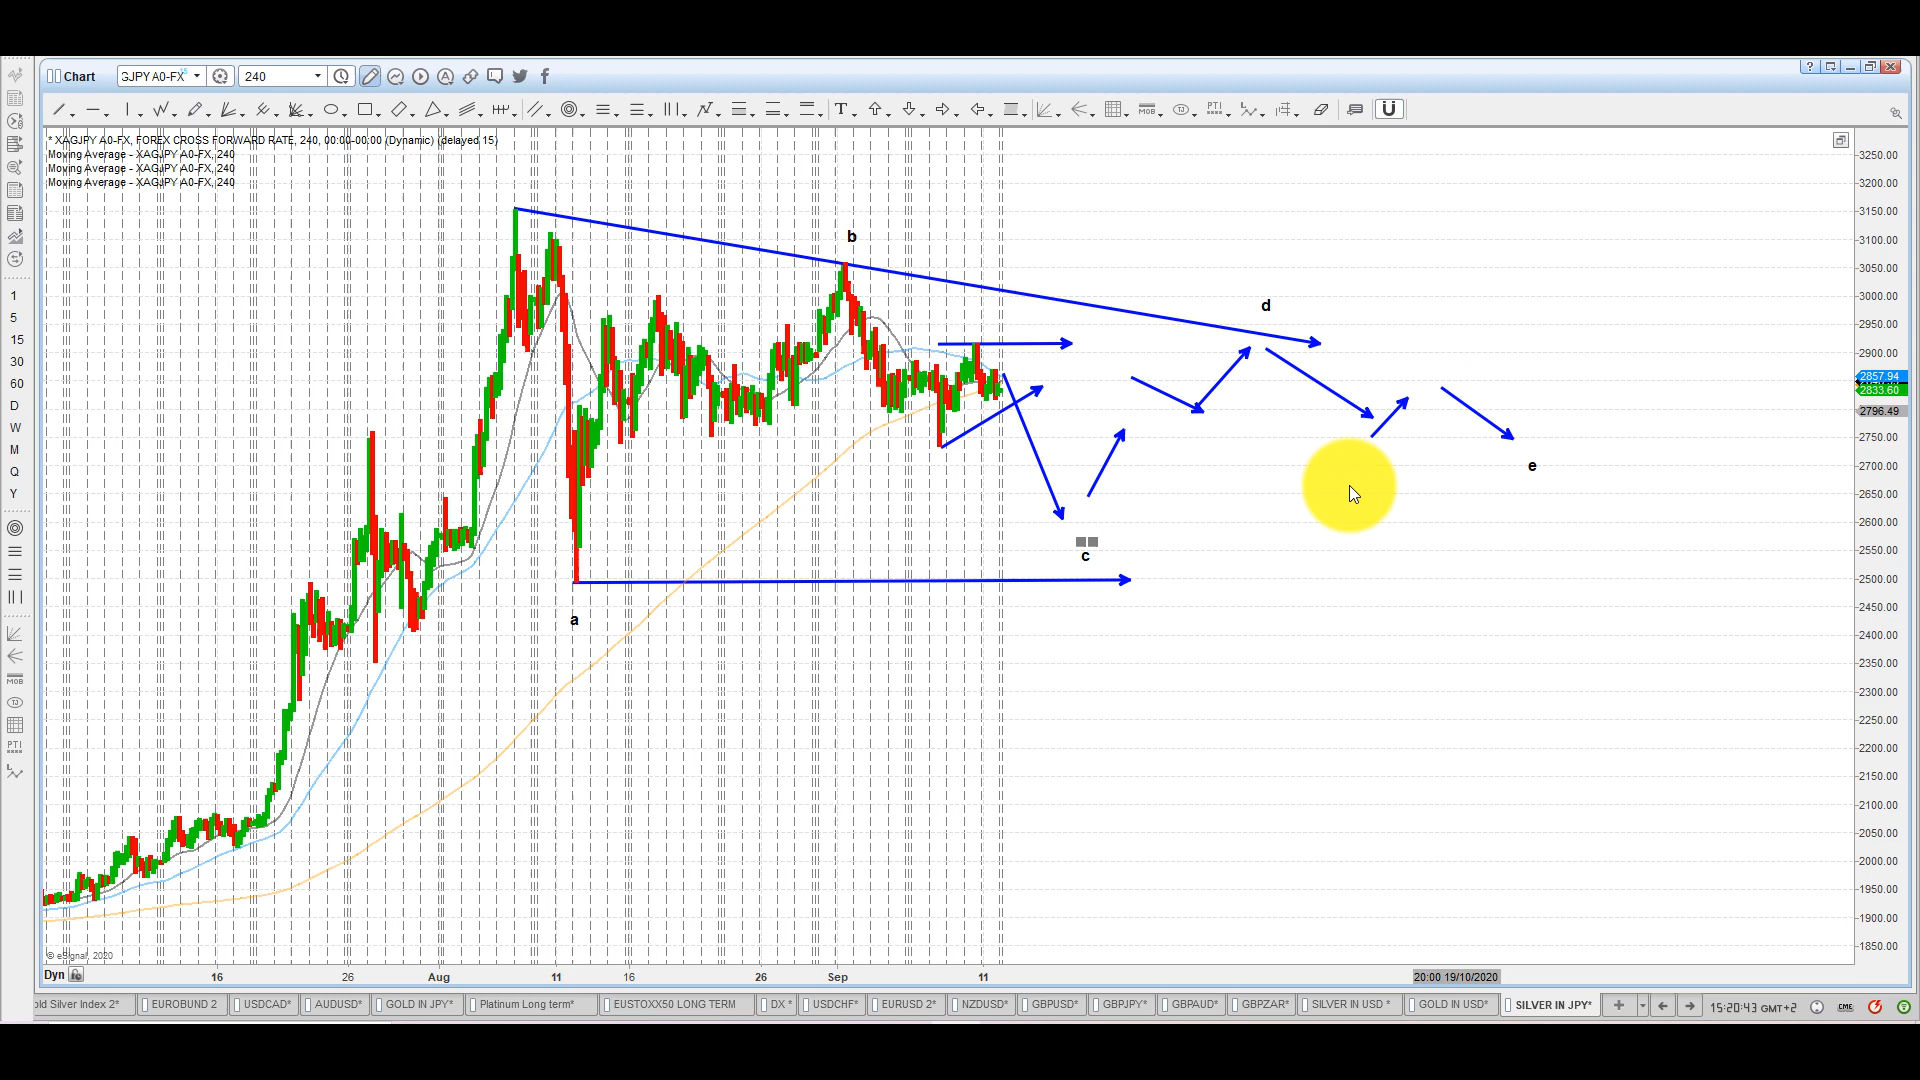 Chart GJPY A0-FX 240
* XAGJPY A0-FX, FOREX CROSS FORWARD RATE, 240, 00:00-00:00 (Dynamic) (delayed 15)
Moving Average - XAGJPY A0-FX, 240
Moving Average - XAGJPY A0-FX, 240
Moving Average - XAGJPY A0-FX, 240
1
5
15
30
60
D
W
M
Q
Y
MOB
TJ
PTI
b
d
e
c
a
3250.00
3200.00
3150.00
3100.00
3050.00
3000.00
2950.00
2900.00
2857.94
2833.60
2796.49
2750.00
2700.00
2650.00
2600.00
2550.00
2500.00
2450.00
2400.00
2350.00
2300.00
2250.00
2200.00
2150.00
2100.00
2050.00
2000.00
1950.00
1900.00
1850.00
© eSignal, 2020
Dyn 16 26 Aug 11 16 26 Sep 11 20:00 19/10/2020
old Silver Index 2* EUROBUND 2 USDCAD* AUDUSD* GOLD IN JPY* Platinum Long term* EUSTOXX50 LONG TERM DX * USDCHF* EURUSD 2* NZDUSD* GBPUSD* GBPJPY* GBPAUD* GBPZAR* SILVER IN USD * GOLD IN USD* SILVER IN JPY* 15:20:43 GMT+2 CME